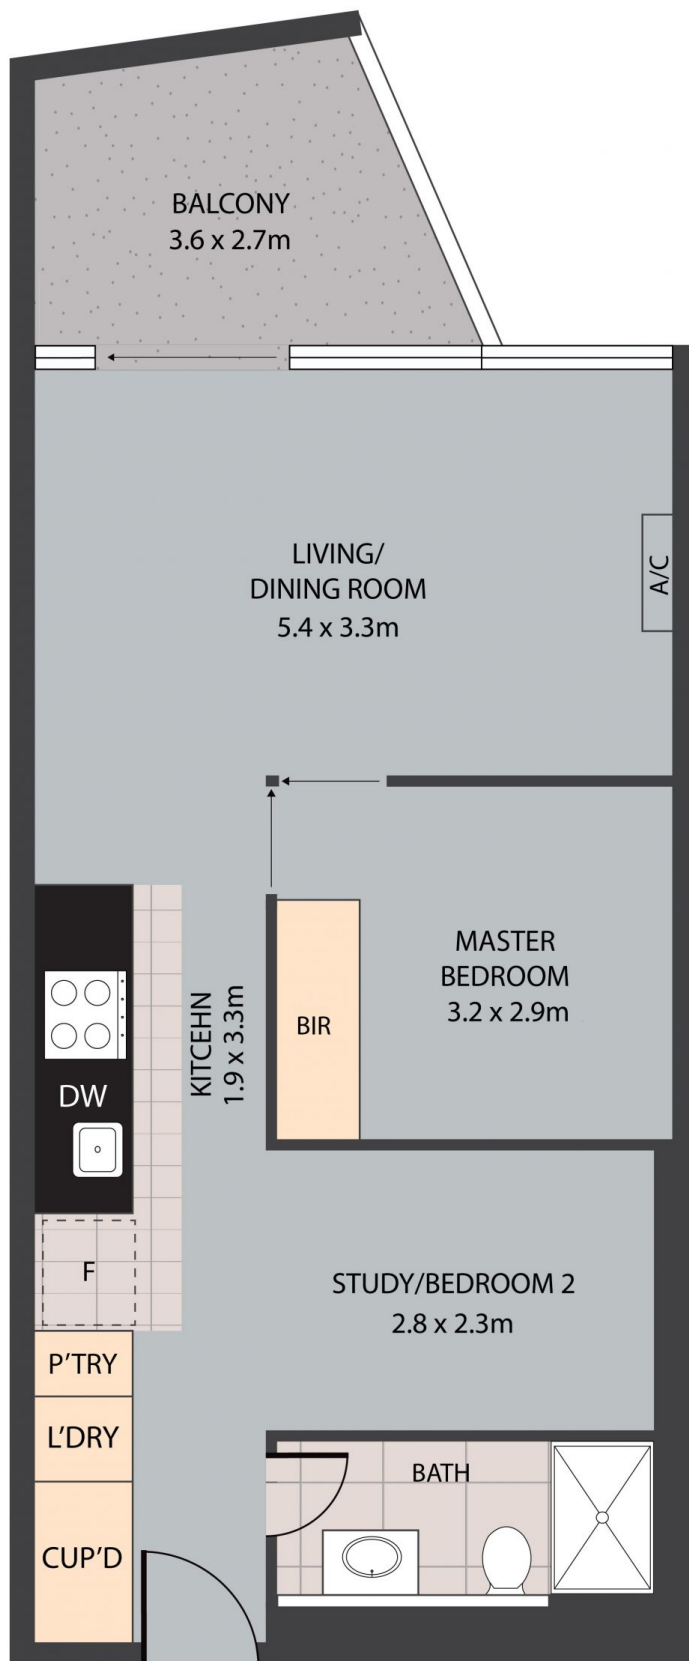 BALCONY
3.6 x 2.7m
LIVING/
DINING ROOM
5.4 x 3.3m
A/C
MASTER
BEDROOM
3.2 x 2.9m
BIR
KITCEHN
1.9 x 3.3m
DW
F
STUDY/BEDROOM 2
2.8 x 2.3m
P'TRY
L'DRY
CUP'D
BATH